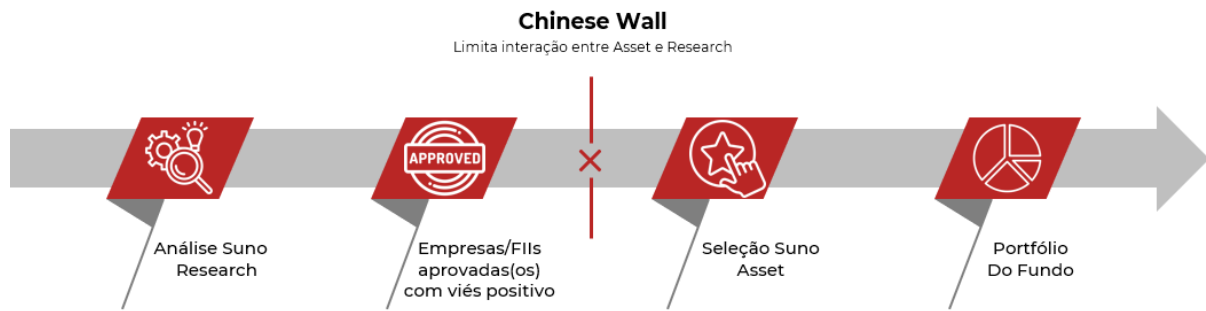 Chinese Wall
Limita interação entre Asset e Research
APPROVED
Análise Suno
Research
Empresas/FIIs
aprovadas(os)
com viés positivo
Seleção Suno
Asset
Portfólio
Do Fundo